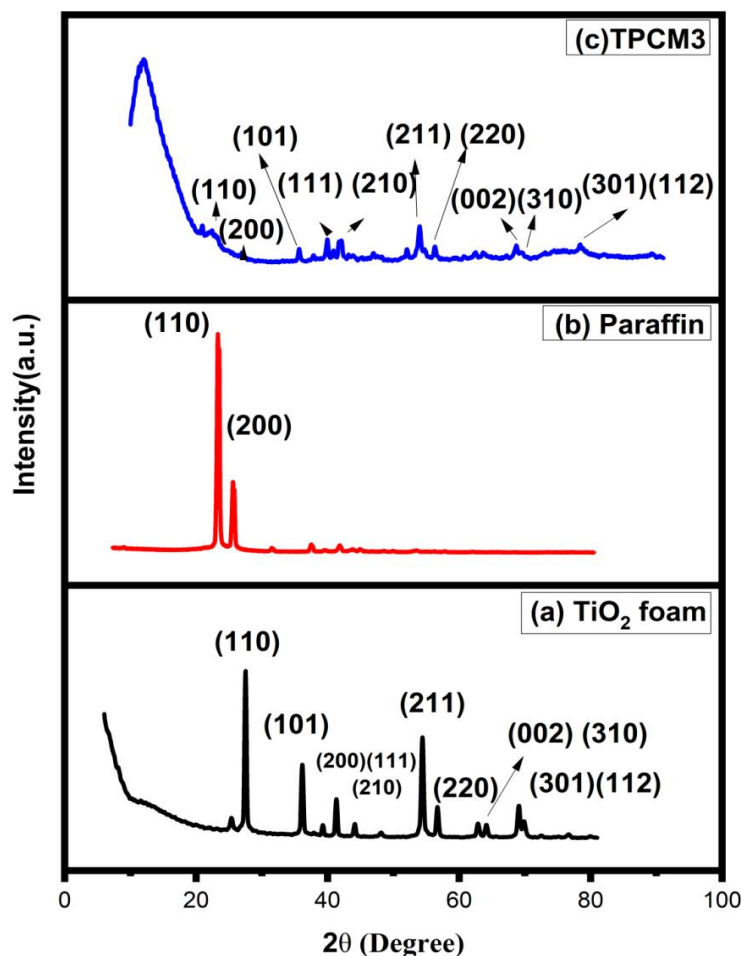 (c)TPCM3
(101)
(211) (220)
(110)
(111) (210)
(301)(112)
(200)
(002)(310)
(b) Paraffin
(110)
(200)
Intensity(a.u.)
(a) TiO₂ foam
(110)
(101)
(211)
(002) (310)
(200)(111)
(210)
(220)
(301)(112)
0 20 40 60 80 100
2θ (Degree)